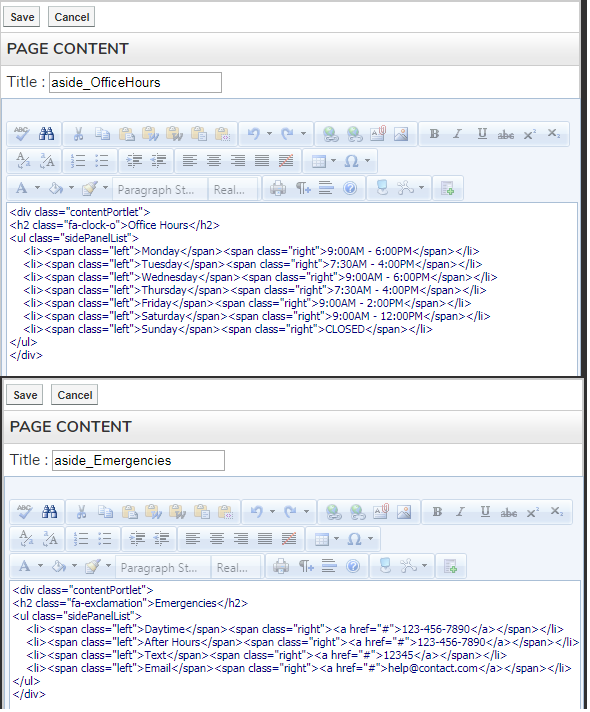 Save Cancel
PAGE CONTENT
Title : aside_OfficeHours
ABC W W B I U abc x² x₂
A Paragraph St... Real...
<div class="contentPortlet">
<h2 class="fa-clock-o">Office Hours</h2>
<ul class="sidePanelList">
<li><span class="left">Monday</span><span class="right">9:00AM - 6:00PM</span></li>
<li><span class="left">Tuesday</span><span class="right">7:30AM - 4:00PM</span></li>
<li><span class="left">Wednesday</span><span class="right">9:00AM - 6:00PM</span></li>
<li><span class="left">Thursday</span><span class="right">7:30AM - 4:00PM</span></li>
<li><span class="left">Friday</span><span class="right">9:00AM - 2:00PM</span></li>
<li><span class="left">Saturday</span><span class="right">9:00AM - 12:00PM</span></li>
<li><span class="left">Sunday</span><span class="right">CLOSED</span></li>
</ul>
</div>
Save Cancel
PAGE CONTENT
Title : aside_Emergencies
ABC W W B I U abc x² x₂
A Paragraph St... Real...
<div class="contentPortlet">
<h2 class="fa-exclamation">Emergencies</h2>
<ul class="sidePanelList">
<li><span class="left">Daytime</span><span class="right"><a href="#">123-456-7890</a></span></li>
<li><span class="left">After Hours</span><span class="right"><a href="#">123-456-7890</a></span></li>
<li><span class="left">Text</span><span class="right"><a href="#">12345</a></span></li>
<li><span class="left">Email</span><span class="right"><a href="#">help@contact.com</a></span></li>
</ul>
</div>